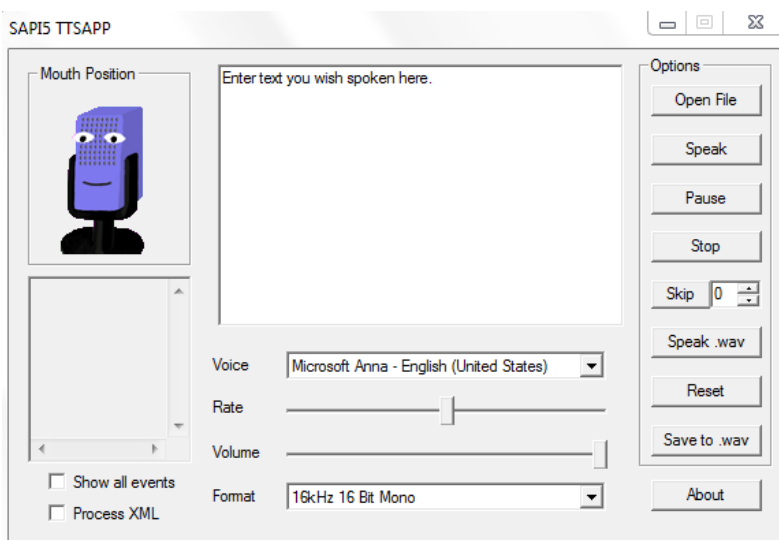 SAPI5 TTSAPP
Mouth Position
Enter text you wish spoken here.
Options
Open File
Speak
Pause
Stop
Skip 0
Speak .wav
Reset
Save to .wav
About
Voice Microsoft Anna - English (United States)
Rate
Volume
Format 16kHz 16 Bit Mono
Show all events
Process XML